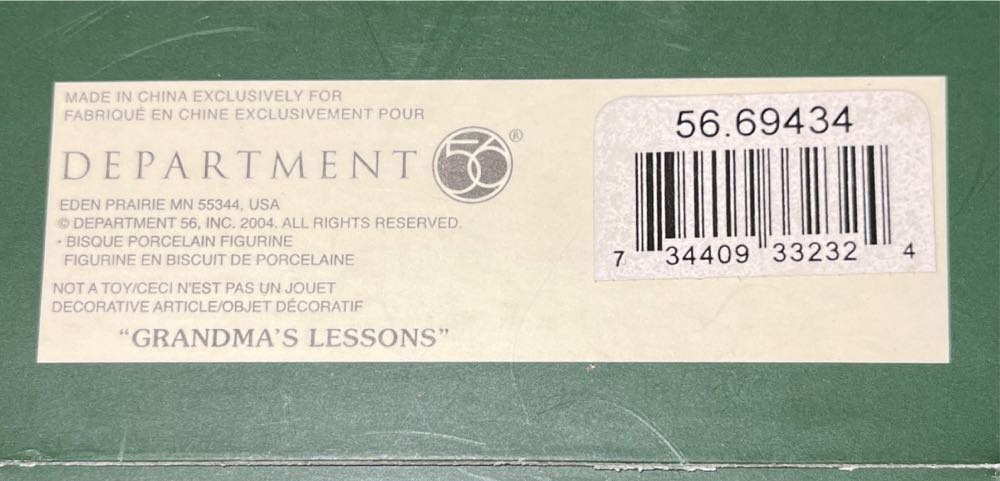 MADE IN CHINA EXCLUSIVELY FOR
FABRIQUÉ EN CHINE EXCLUSIVEMENT POUR
DEPARTMENT 56®
EDEN PRAIRIE MN 55344, USA
© DEPARTMENT 56, INC. 2004. ALL RIGHTS RESERVED.
· BISQUE PORCELAIN FIGURINE
FIGURINE EN BISCUIT DE PORCELAINE
NOT A TOY/CECI N'EST PAS UN JOUET
DECORATIVE ARTICLE/OBJET DÉCORATIF
“GRANDMA'S LESSONS”
56.69434
7 34409 33232 4